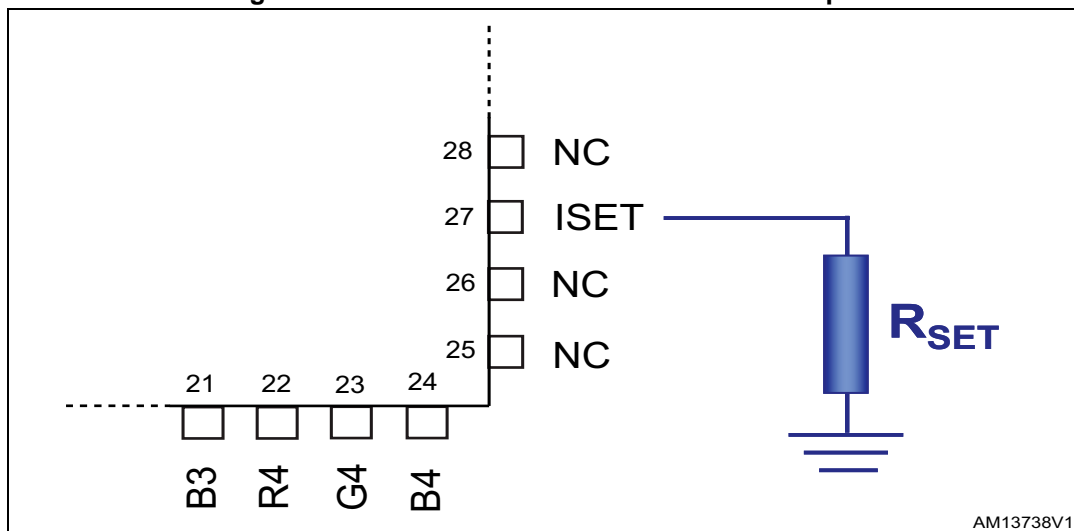 28 NC
27 ISET
26 NC
RSET
25 NC
21 22 23 24
B3 R4 G4 B4
AM13738V1